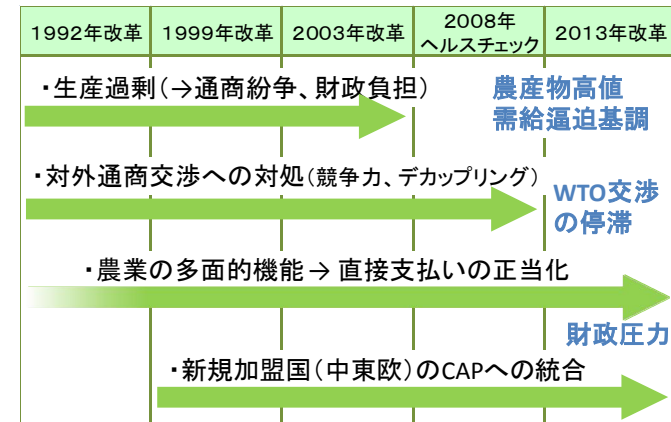 1992年改革 1999年改革 2003年改革 2008年 2013年改革
ヘルスチェック
・生産過剰(→通商紛争、財政負担)
農産物高値
需給逼迫基調
・対外通商交渉への対処(競争力、デカップリング)
WTO交渉
の停滞
・農業の多面的機能→直接支払いの正当化
財政圧力
・新規加盟国(中東欧)のCAPへの統合